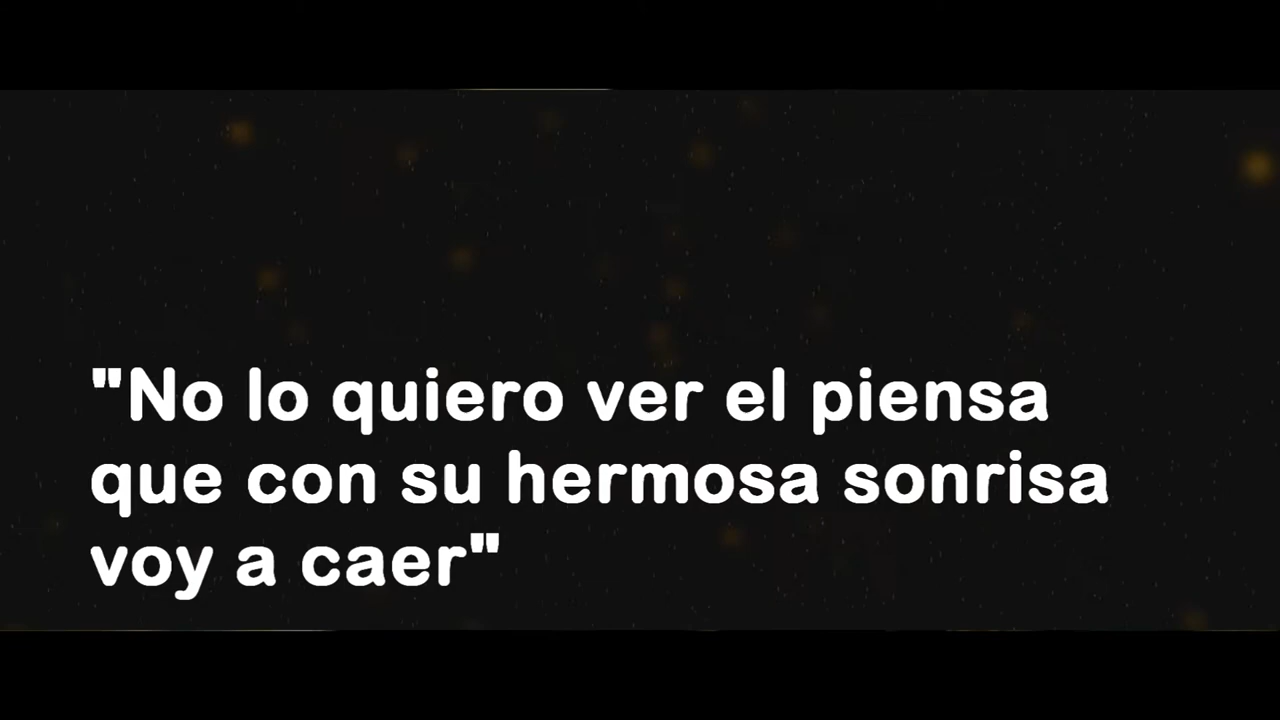 "No lo quiero ver el piensa
que con su hermosa sonrisa
voy a caer"